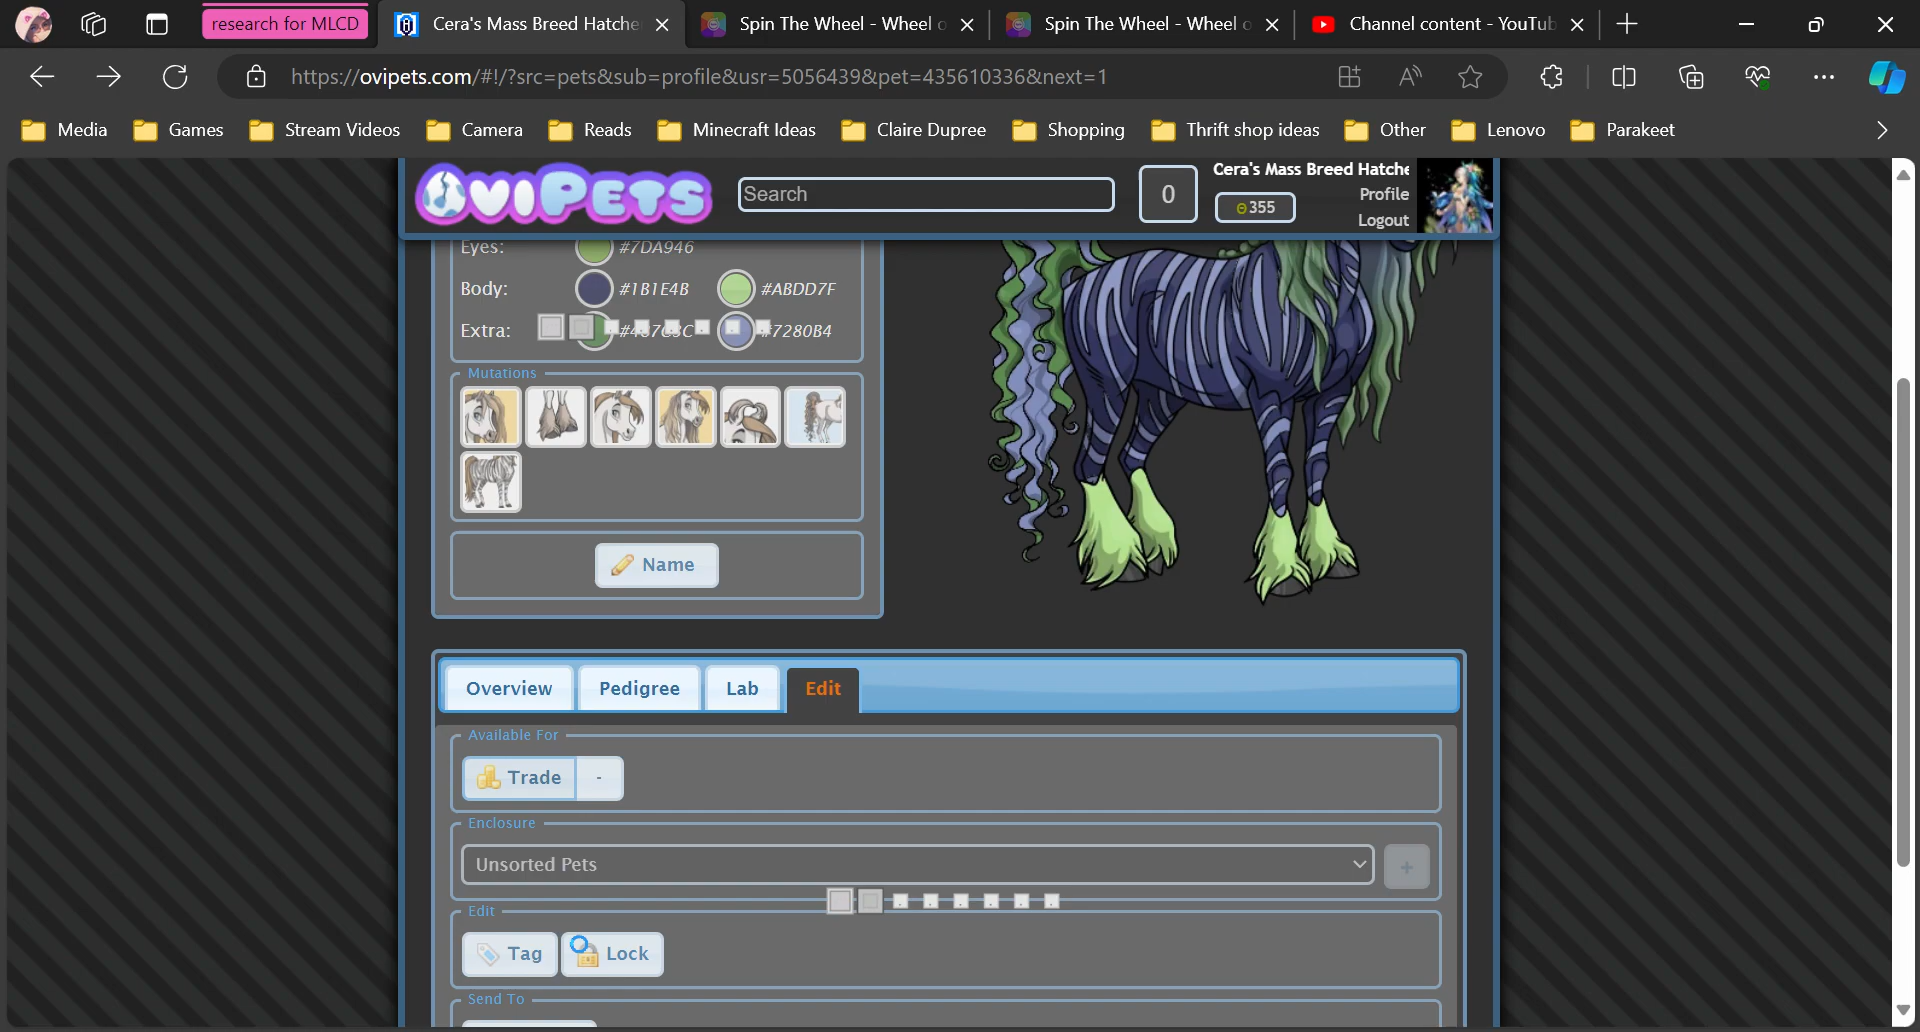 research for MLCD
Cera's Mass Breed Hatche
Spin The Wheel - Wheel o
Spin The Wheel - Wheel o
Channel content - YouTub
https://ovipets.com/#!/?src=pets&sub=profile&usr=5056439&pet=435610336&next=1
Media
Games
Stream Videos
Camera
Reads
Minecraft Ideas
Claire Dupree
Shopping
Thrift shop ideas
Other
Lenovo
Parakeet
OviPets
Search
0
Cera's Mass Breed Hatche
355
Profile
Logout
Eyes: #7DA946
Body: #1B1E4B #ABDD7F
Extra: #7280B4
Mutations
Name
Overview
Pedigree
Lab
Edit
Available For
Trade -
Enclosure
Unsorted Pets
+
Edit
Tag
Lock
Send To